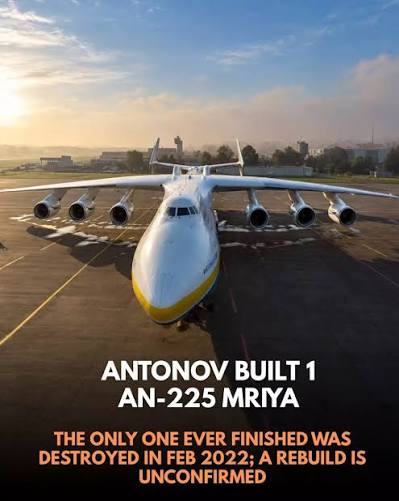 ANTONOV BUILT 1
AN-225 MRIYA
THE ONLY ONE EVER FINISHED WAS
DESTROYED IN FEB 2022; A REBUILD IS
UNCONFIRMED